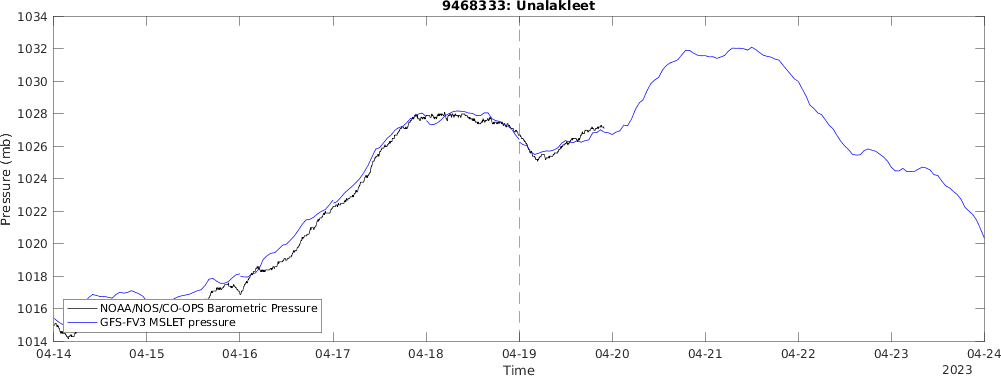 9468333: Unalakleet
1034
1032
1030
1028
1026
1024
1022
1020
1018
1016
1014
Pressure (mb)
NOAA/NOS/CO-OPS Barometric Pressure
GFS-FV3 MSLET pressure
04-14 04-15 04-16 04-17 04-18 04-19 04-20 04-21 04-22 04-23 04-24
Time
2023